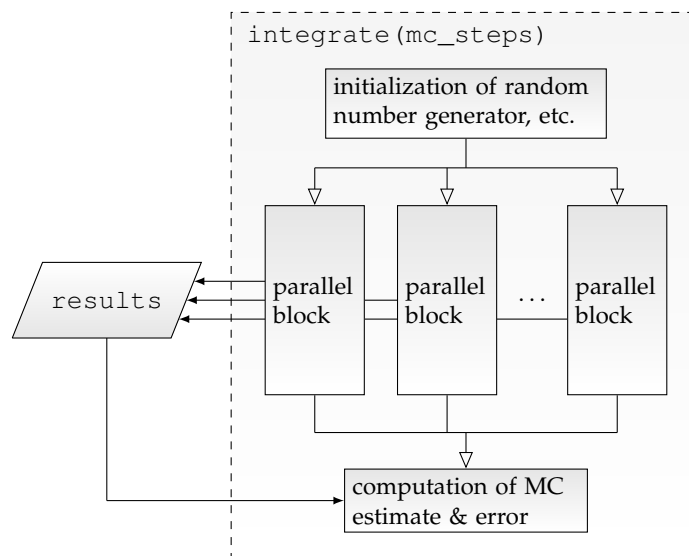 integrate(mc_steps)
initialization of random
number generator, etc.
parallel
block
parallel
block
...
parallel
block
results
computation of MC
estimate & error